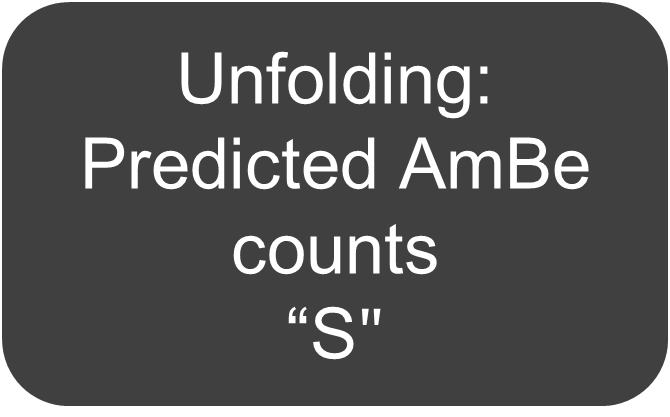 Unfolding:
Predicted AmBe
counts
“S"